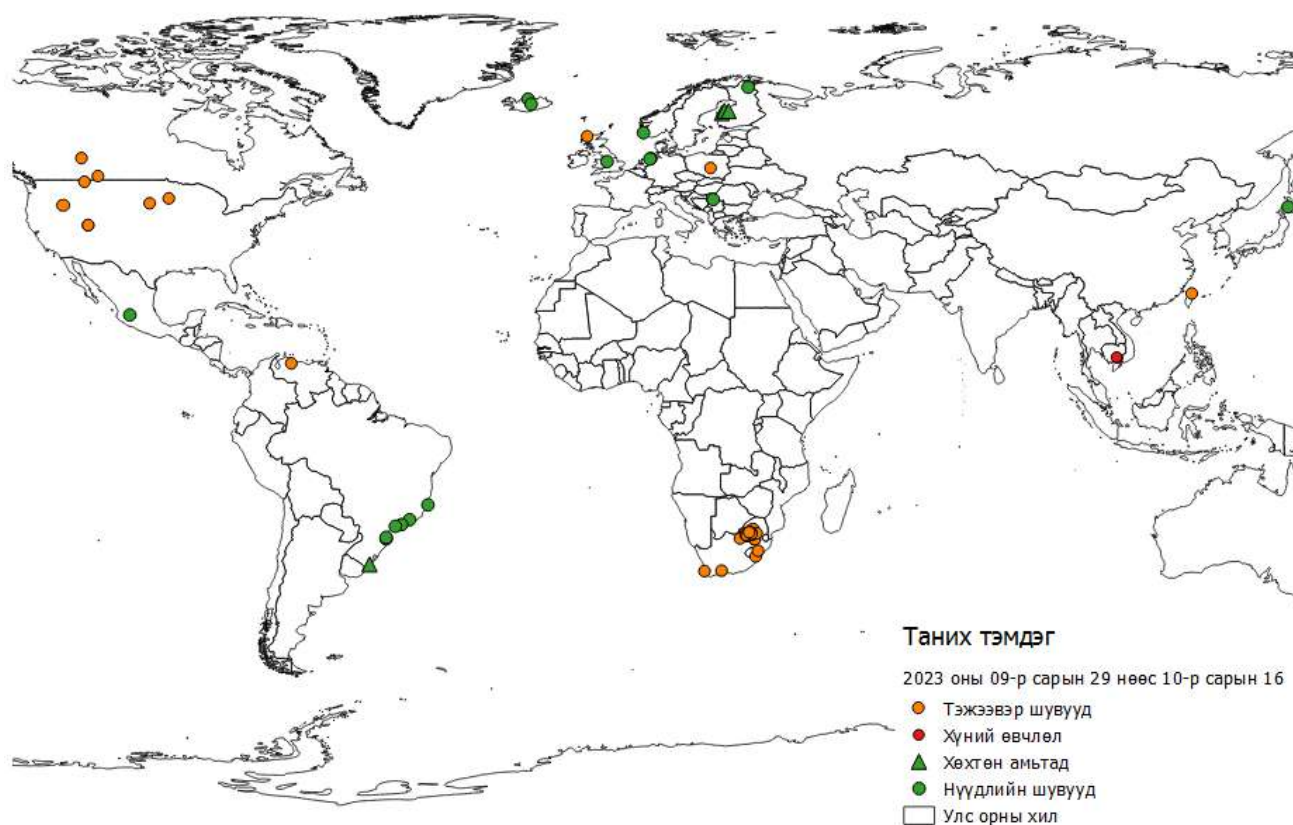 Таних тэмдэг
2023 оны 09-р сарын 29 нөөс 10-р сарын 16
Тэжээвэр шувууд
Хүний өвчлөл
Хөхтөн амьтад
Нүүдлийн шувууд
Улс орны хил